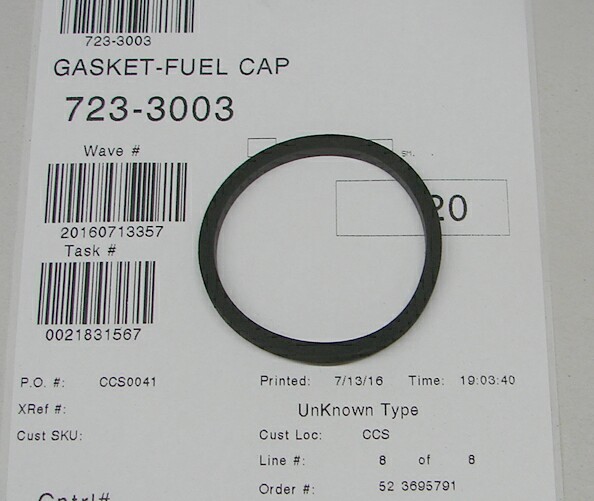 723-3003
GASKET-FUEL CAP
723-3003
Wave #
20160713357
20
Task #
0021831567
P.O. #: CCS0041 Printed: 7/13/16 Time: 19:03:40
XRef #: UnKnown Type
Cust SKU: Cust Loc: CCS
Line #: 8 of 8
Order #: 52 3695791
Cntrl#